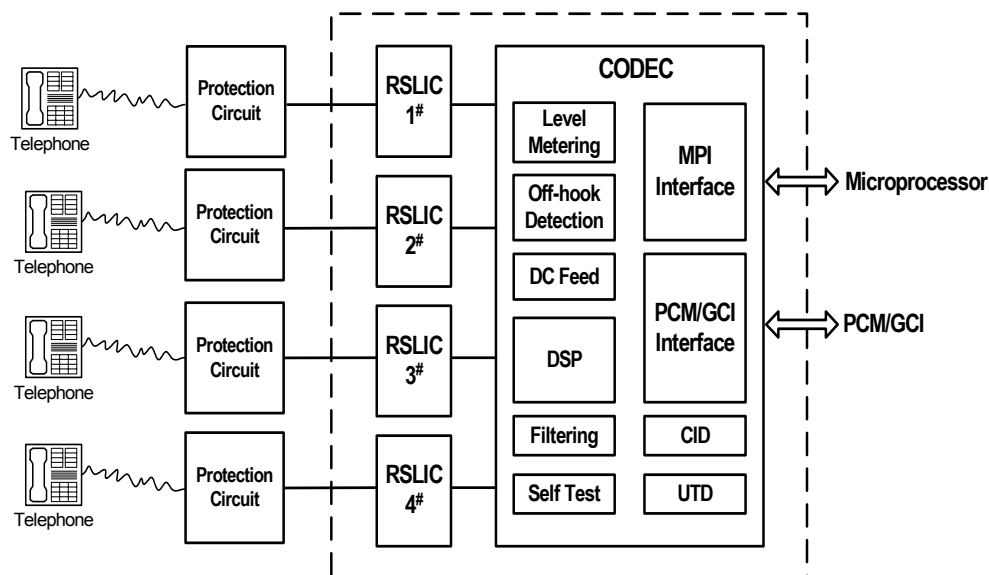 Telephone
Protection
Circuit
RSLIC
1#
Telephone
Protection
Circuit
RSLIC
2#
Telephone
Protection
Circuit
RSLIC
3#
Telephone
Protection
Circuit
RSLIC
4#
CODEC
Level
Metering
Off-hook
Detection
DC Feed
DSP
Filtering
Self Test
MPI
Interface
PCM/GCI
Interface
CID
UTD
Microprocessor
PCM/GCI